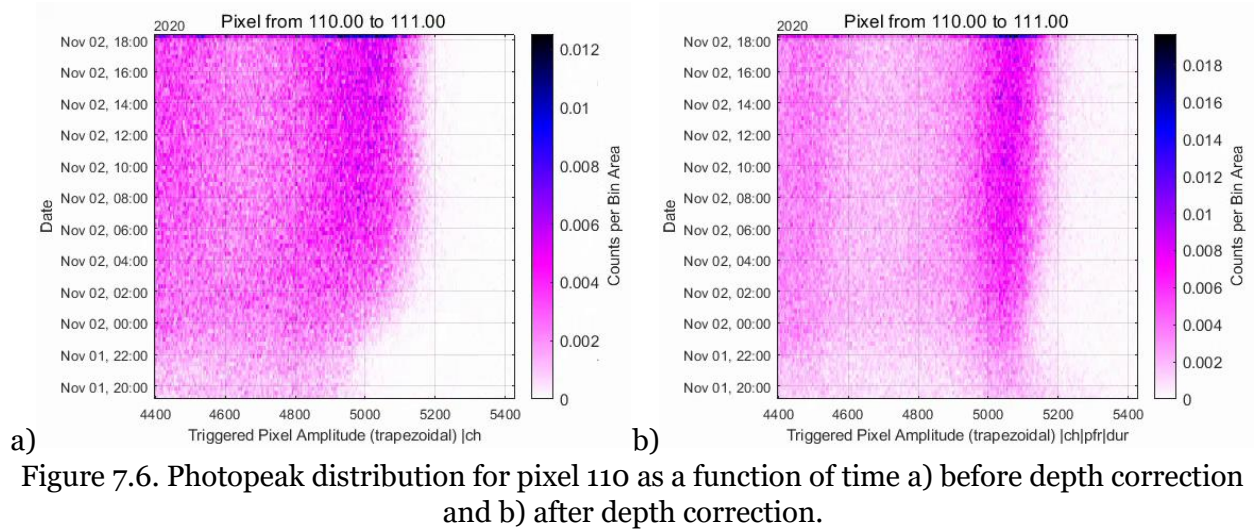 2020
Pixel from 110.00 to 111.00
Nov 02, 18:00
Nov 02, 16:00
Nov 02, 14:00
Nov 02, 12:00
Nov 02, 10:00
Nov 02, 08:00
Nov 02, 06:00
Nov 02, 04:00
Nov 02, 02:00
Nov 02, 00:00
Nov 01, 22:00
Nov 01, 20:00
Date
4400
4600
4800
5000
5200
5400
Triggered Pixel Amplitude (trapezoidal) |ch
0.012
0.01
0.008
0.006
0.004
0.002
0
Counts per Bin Area
a)
2020
Pixel from 110.00 to 111.00
Nov 02, 18:00
Nov 02, 16:00
Nov 02, 14:00
Nov 02, 12:00
Nov 02, 10:00
Nov 02, 08:00
Nov 02, 06:00
Nov 02, 04:00
Nov 02, 02:00
Nov 02, 00:00
Nov 01, 22:00
Nov 01, 20:00
Date
4400
4600
4800
5000
5200
5400
Triggered Pixel Amplitude (trapezoidal) |ch|pfr|dur
0.018
0.016
0.014
0.012
0.01
0.008
0.006
0.004
0.002
0
Counts per Bin Area
b)
Figure 7.6. Photopeak distribution for pixel 110 as a function of time a) before depth correction
and b) after depth correction.